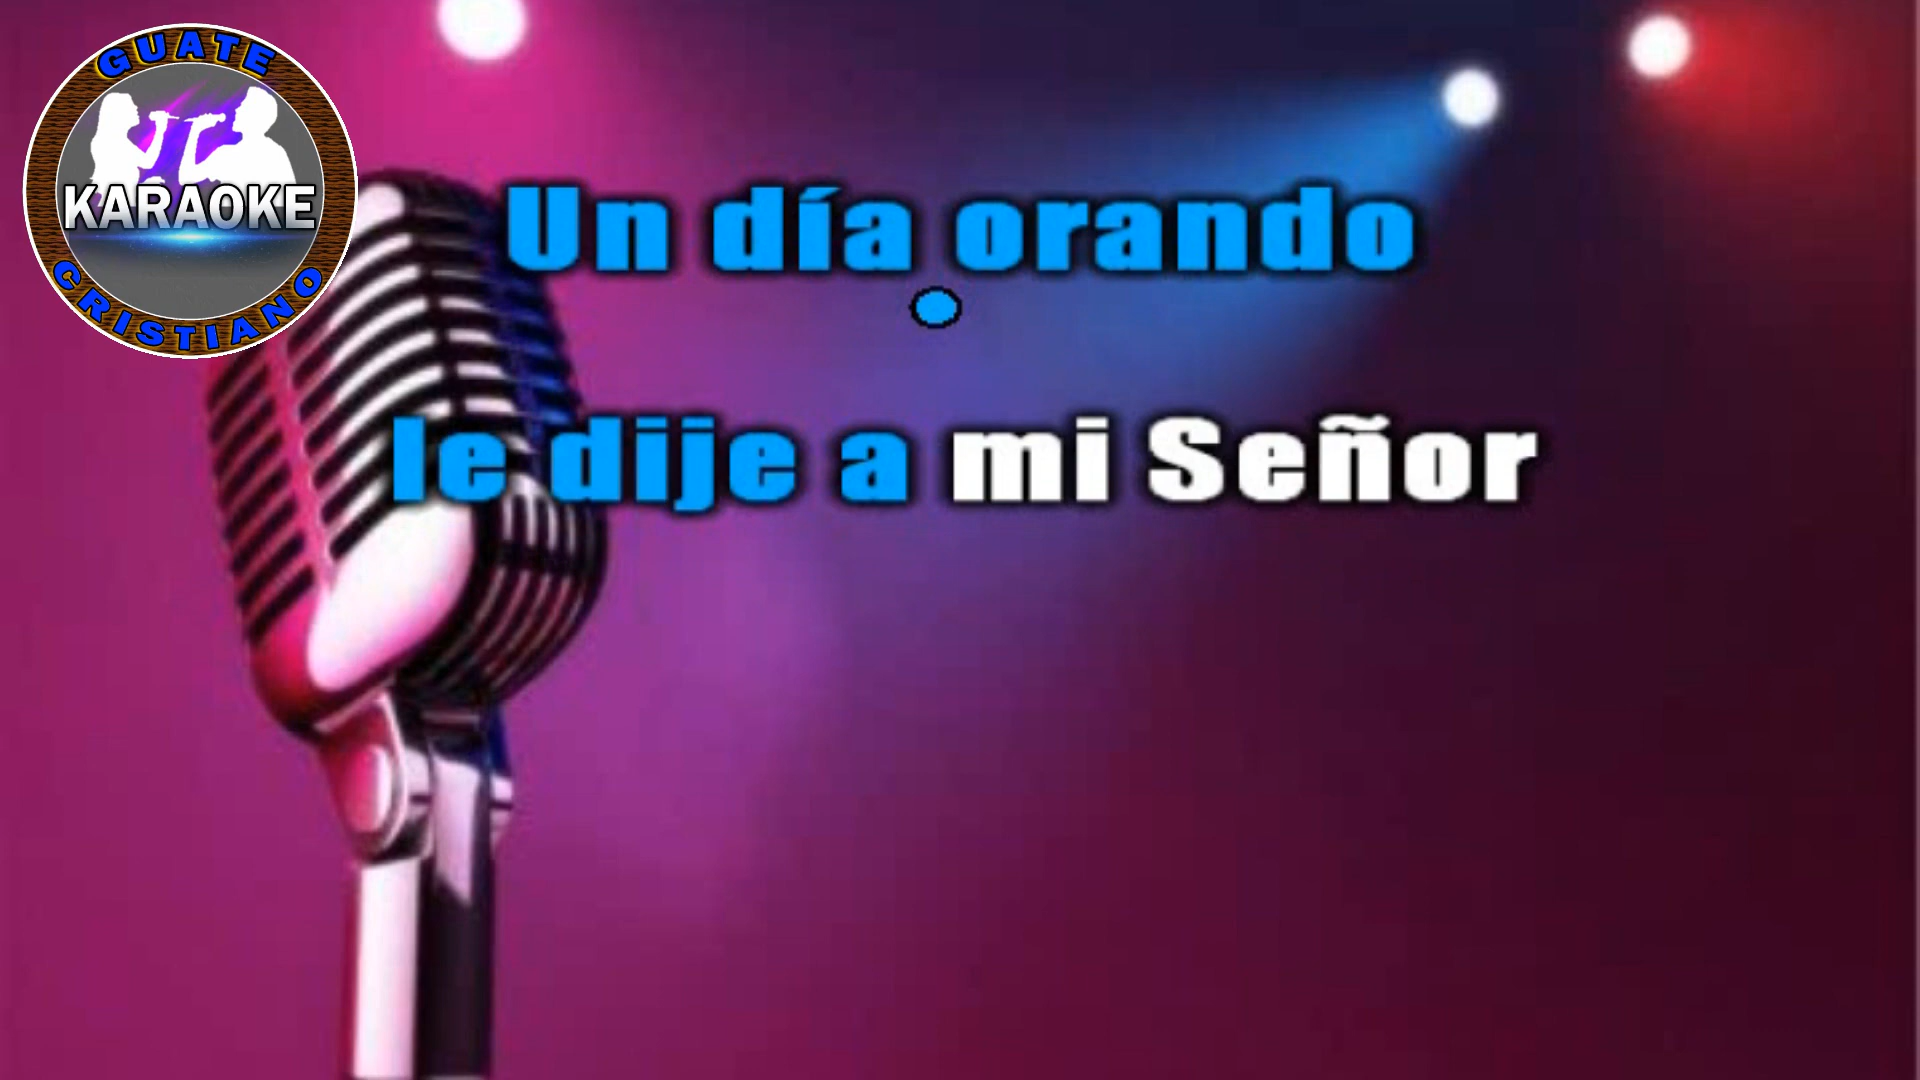 GUATE
KARAOKE
CRISTIANO
Un día orando
le dije a mi Señor